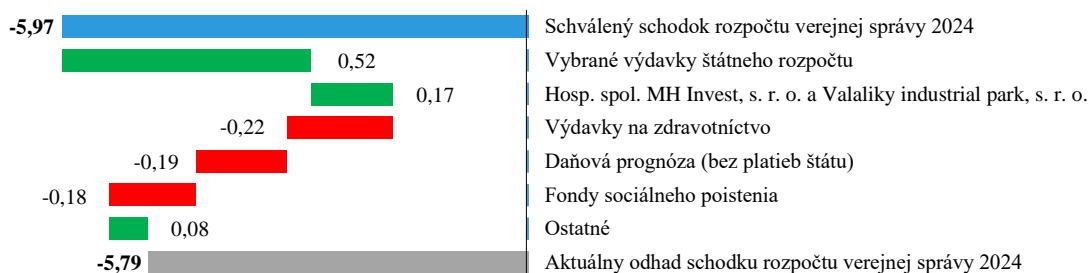 -5,97 Schválený schodok rozpočtu verejnej správy 2024
0,52 Vybrané výdavky štátneho rozpočtu
0,17 Hosp. spol. MH Invest, s. r. o. a Valaliky industrial park, s. r. o.
-0,22 Výdavky na zdravotníctvo
-0,19 Daňová prognóza (bez platieb štátu)
-0,18 Fondy sociálneho poistenia
0,08 Ostatné
-5,79 Aktuálny odhad schodku rozpočtu verejnej správy 2024